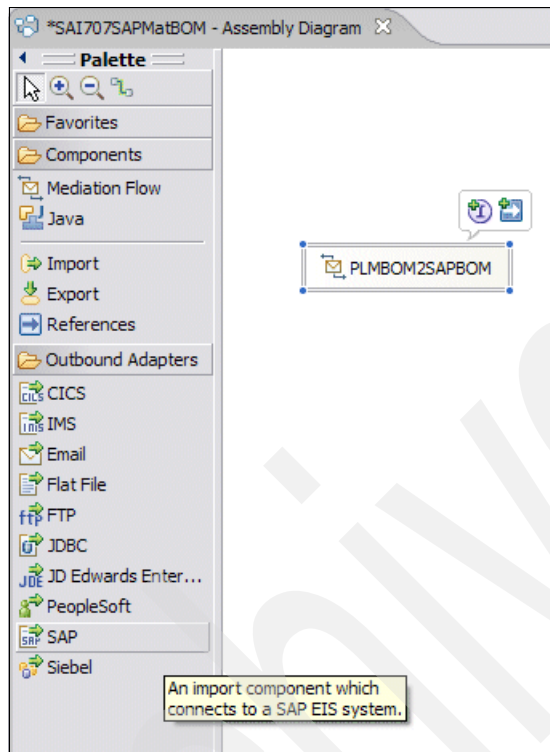 *SAI707SAPMatBOM - Assembly Diagram
Palette
Favorites
Components
Mediation Flow
Java
Import
Export
References
Outbound Adapters
CICS
IMS
Email
Flat File
FTP
JDBC
JD Edwards Enter...
PeopleSoft
SAP
Siebel
PLMBOM2SAPBOM
An import component which
connects to a SAP EIS system.